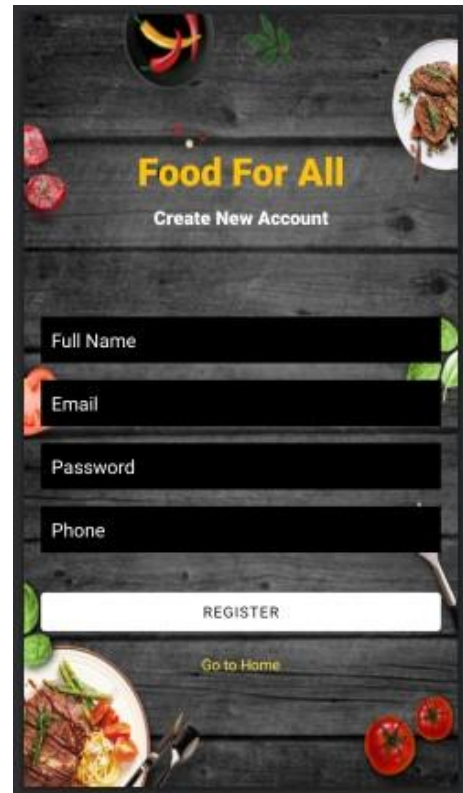 Food For All
Create New Account
Full Name
Email
Password
Phone
REGISTER
Go to Home